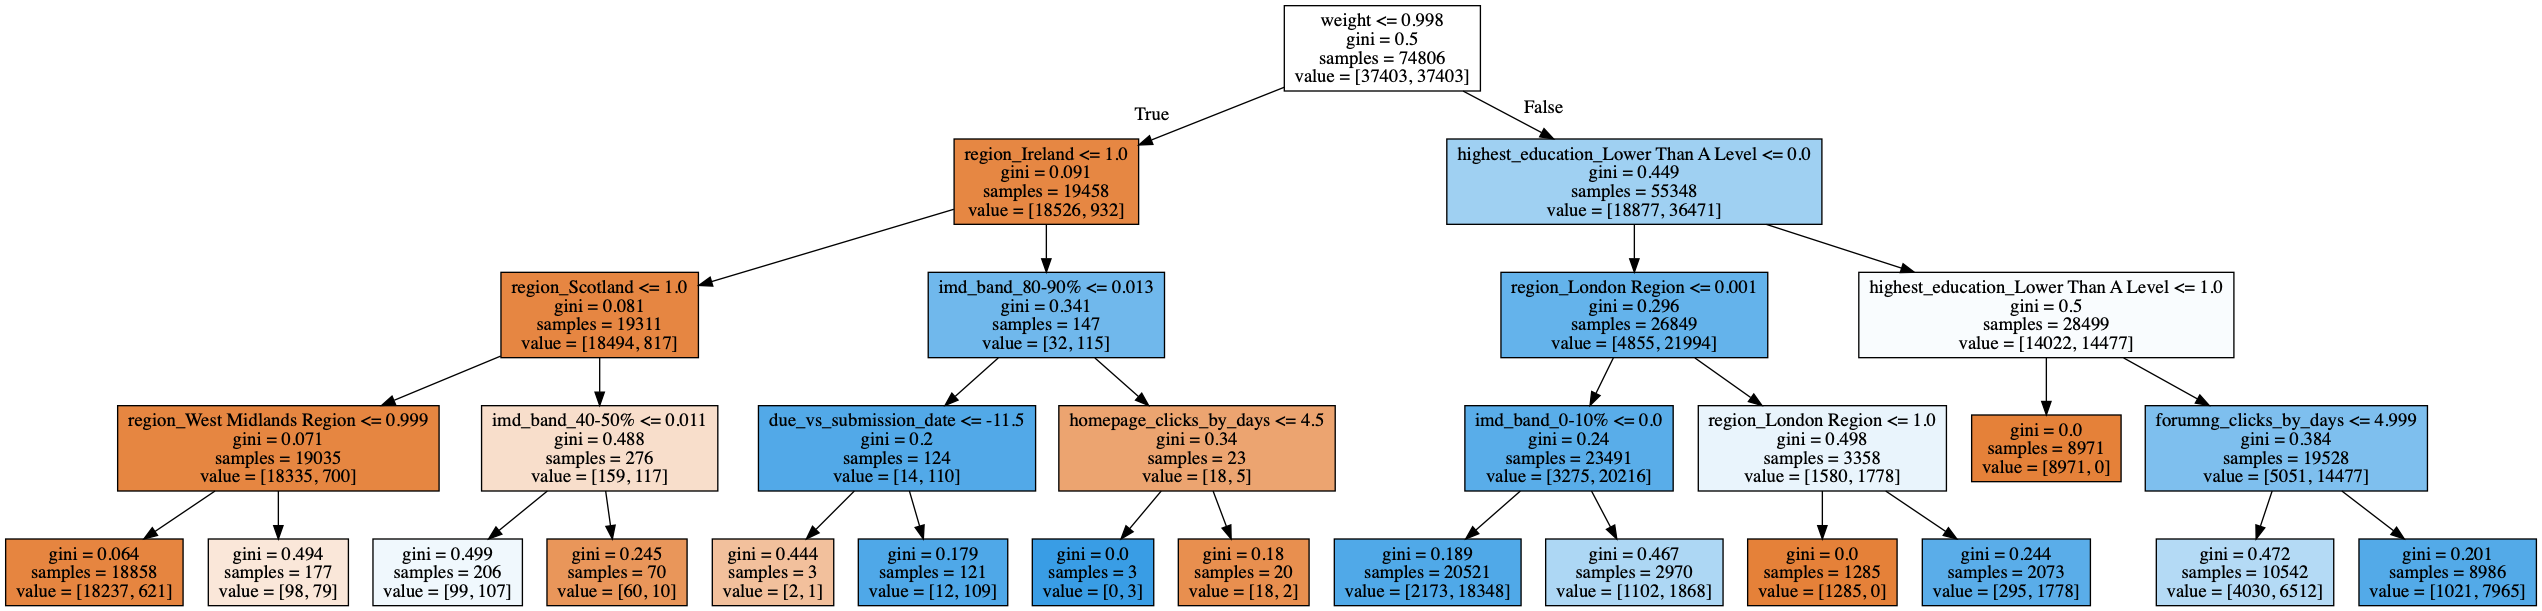 weight <= 0.998
gini = 0.5
samples = 74806
value = [37403, 37403]
True
False
region_Ireland <= 1.0
gini = 0.091
samples = 19458
value = [18526, 932]
highest_education_Lower Than A Level <= 0.0
gini = 0.449
samples = 55348
value = [18877, 36471]
region_Scotland <= 1.0
gini = 0.081
samples = 19311
value = [18494, 817]
imd_band_80-90% <= 0.013
gini = 0.341
samples = 147
value = [32, 115]
region_London Region <= 0.001
gini = 0.296
samples = 26849
value = [4855, 21994]
highest_education_Lower Than A Level <= 1.0
gini = 0.5
samples = 28499
value = [14022, 14477]
region_West Midlands Region <= 0.999
gini = 0.071
samples = 19035
value = [18335, 700]
imd_band_40-50% <= 0.011
gini = 0.488
samples = 276
value = [159, 117]
due_vs_submission_date <= -11.5
gini = 0.2
samples = 124
value = [14, 110]
homepage_clicks_by_days <= 4.5
gini = 0.34
samples = 23
value = [18, 5]
imd_band_0-10% <= 0.0
gini = 0.24
samples = 23491
value = [3275, 20216]
region_London Region <= 1.0
gini = 0.498
samples = 3358
value = [1580, 1778]
gini = 0.0
samples = 8971
value = [8971, 0]
forumng_clicks_by_days <= 4.999
gini = 0.384
samples = 19528
value = [5051, 14477]
gini = 0.064
samples = 18858
value = [18237, 621]
gini = 0.494
samples = 177
value = [98, 79]
gini = 0.499
samples = 206
value = [99, 107]
gini = 0.245
samples = 70
value = [60, 10]
gini = 0.444
samples = 3
value = [2, 1]
gini = 0.179
samples = 121
value = [12, 109]
gini = 0.0
samples = 3
value = [0, 3]
gini = 0.18
samples = 20
value = [18, 2]
gini = 0.189
samples = 20521
value = [2173, 18348]
gini = 0.467
samples = 2970
value = [1102, 1868]
gini = 0.0
samples = 1285
value = [1285, 0]
gini = 0.244
samples = 2073
value = [295, 1778]
gini = 0.472
samples = 10542
value = [4030, 6512]
gini = 0.201
samples = 8986
value = [1021, 7965]